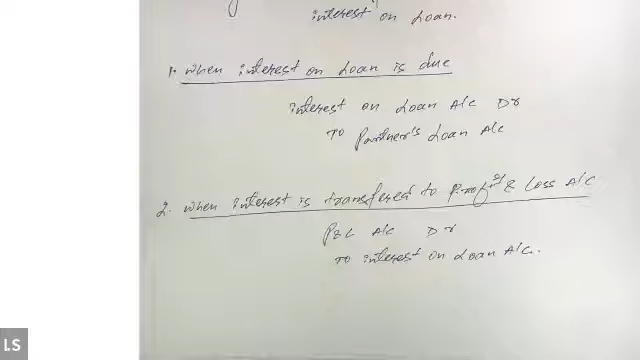 interest on Loan.
1. When interest on Loan is due
interest on Loan A/c Dr
To Partner's Loan A/c
2. When interest is transfered to Profit & Loss A/c
P&L A/c Dr
To interest on Loan A/c.
LS